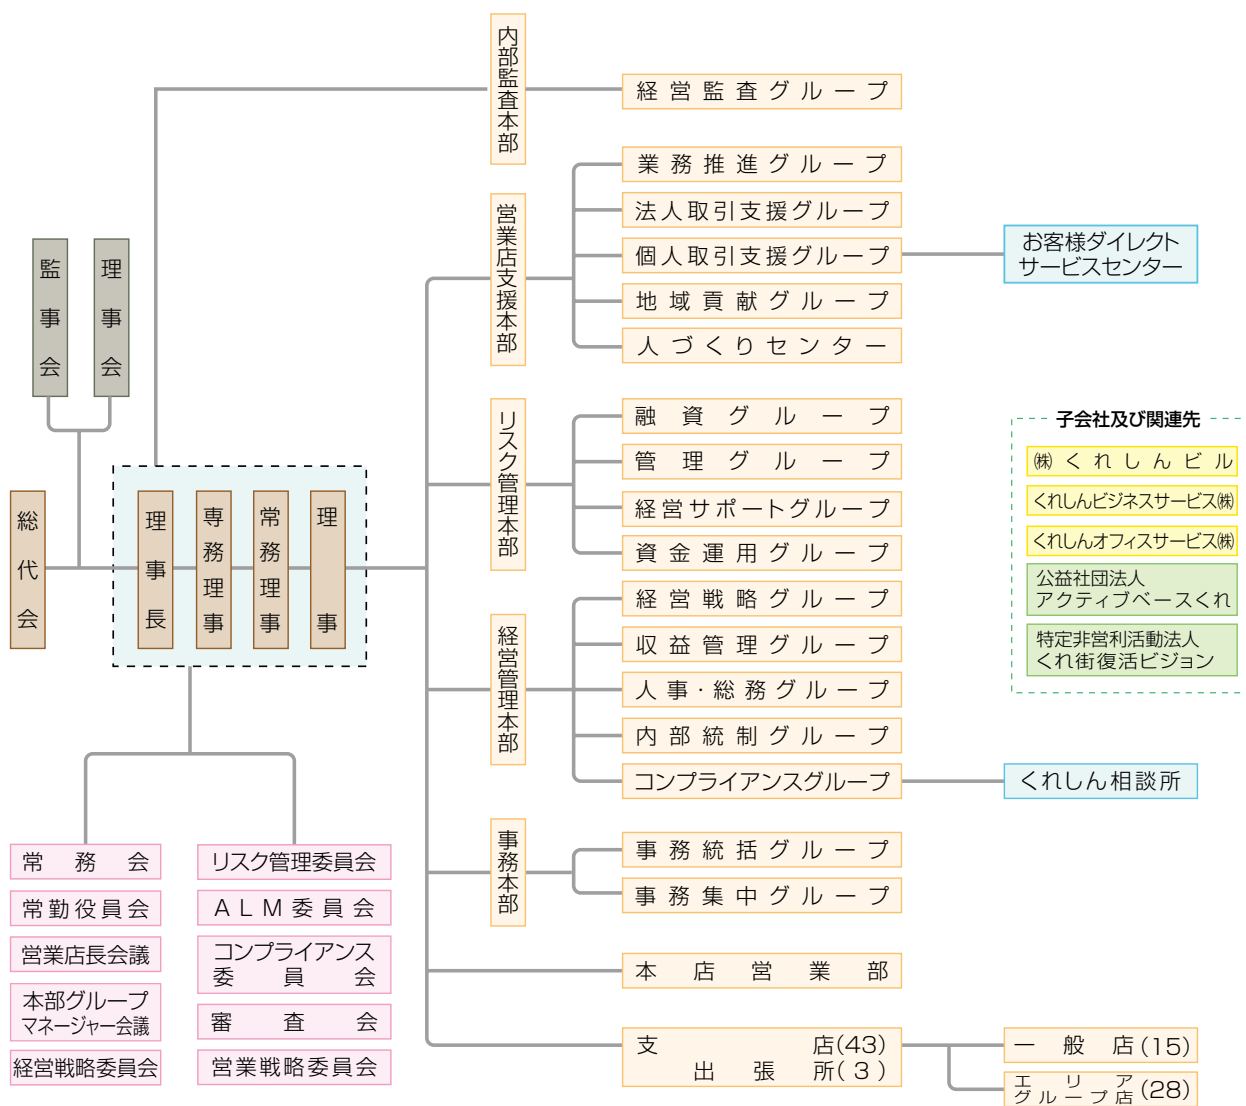 内部監査本部
経営監査グループ
営業店支援本部
業務推進グループ
法人取引支援グループ
個人取引支援グループ
地域貢献グループ
人づくりセンター
お客様ダイレクト
サービスセンター
監事会
理事会
リスク管理本部
融資グループ
管理グループ
経営サポートグループ
資金運用グループ
子会社及び関連先
㈱くれしんビル
くれしんビジネスサービス㈱
くれしんオフィスサービス㈱
公益社団法人
アクティブベースくれ
特定非営利活動法人
くれ街復活ビジョン
総代会
理事長
専務理事
常務理事
理事
経営管理本部
経営戦略グループ
収益管理グループ
人事・総務グループ
内部統制グループ
コンプライアンスグループ
くれしん相談所
事務本部
事務統括グループ
事務集中グループ
常務会
常勤役員会
営業店長会議
本部グループ
マネージャー会議
経営戦略委員会
リスク管理委員会
ALM委員会
コンプライアンス
委員会
審査会
営業戦略委員会
本店営業部
支店(43)
出張所(3)
一般店(15)
エリア
グループ店(28)